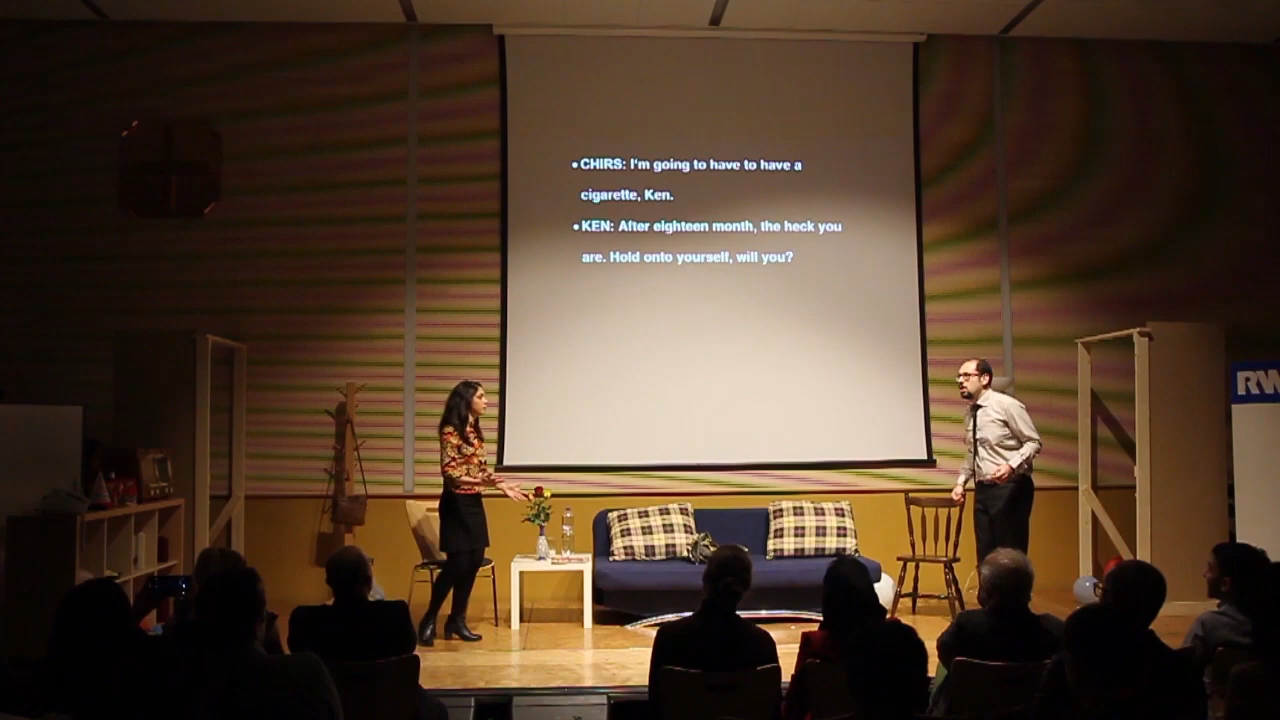 • CHIRS: I'm going to have to have a
cigarette, Ken.
• KEN: After eighteen month, the heck you
are. Hold onto yourself, will you?
RW